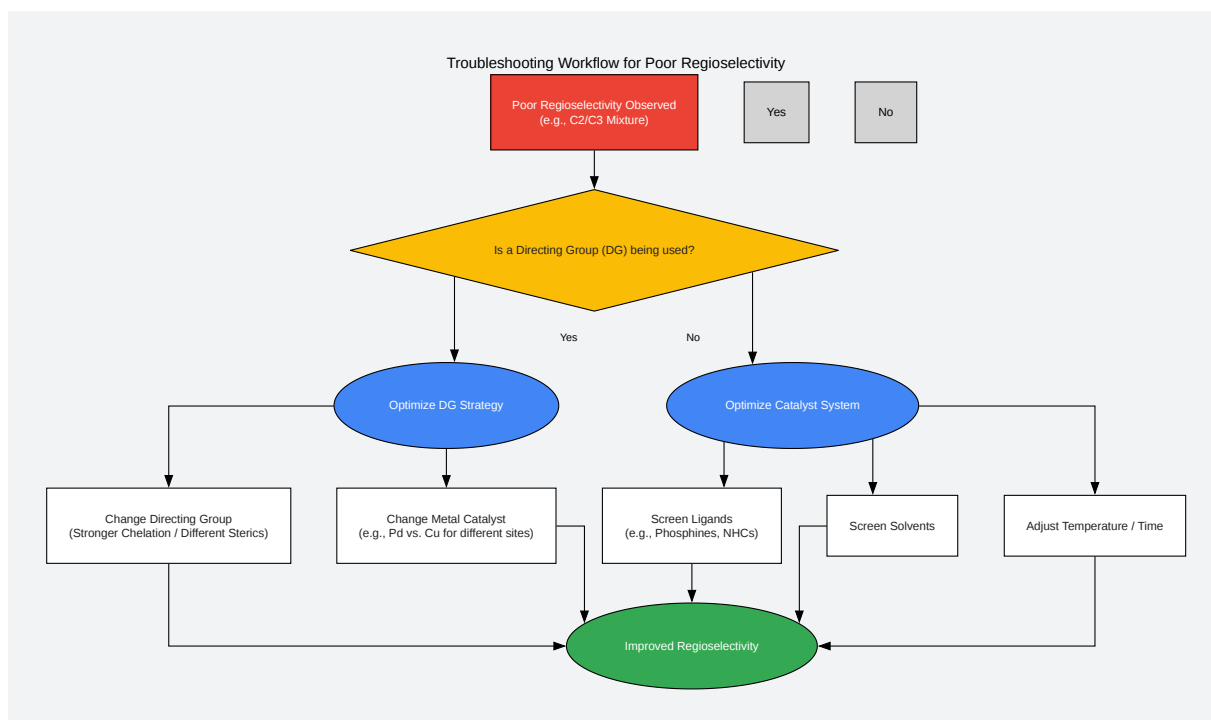 Troubleshooting Workflow for Poor Regioselectivity
Poor Regioselectivity Observed
(e.g., C2/C3 Mixture)
Yes
No
Is a Directing Group (DG) being used?
Yes
No
Optimize DG Strategy
Optimize Catalyst System
Change Directing Group
(Stronger Chelation / Different Sterics)
Change Metal Catalyst
(e.g., Pd vs. Cu for different sites)
Screen Ligands
(e.g., Phosphines, NHCs)
Screen Solvents
Adjust Temperature / Time
Improved Regioselectivity